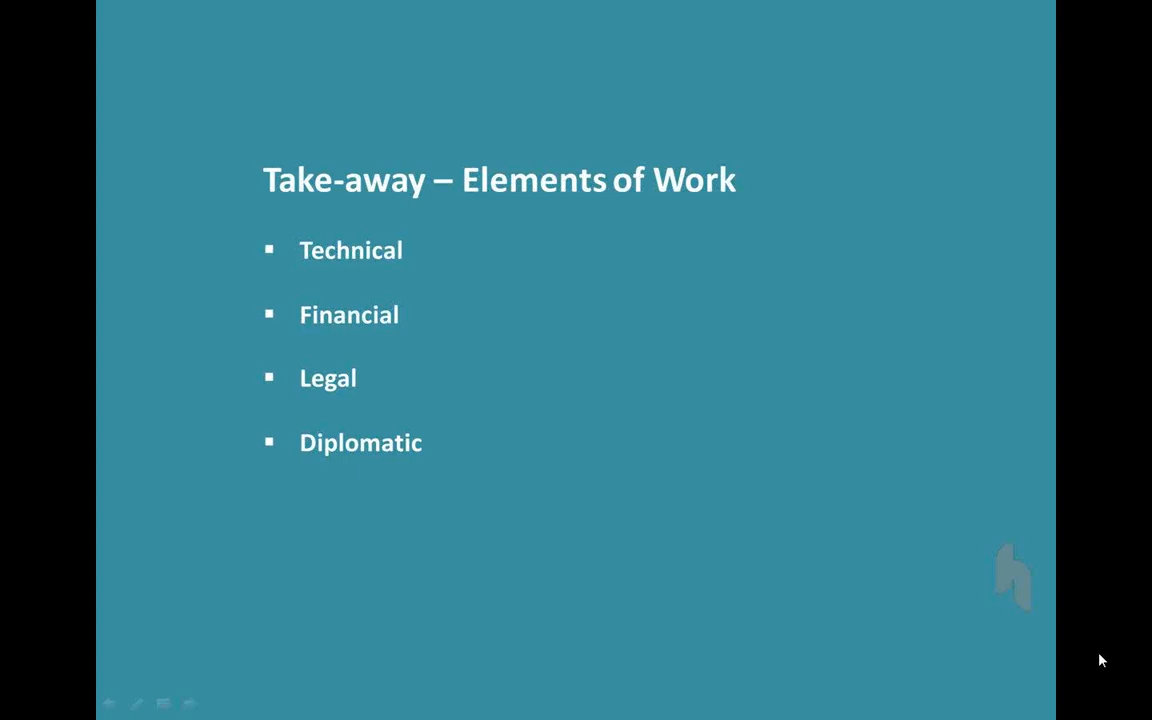 Take-away – Elements of Work
▪ Technical
▪ Financial
▪ Legal
▪ Diplomatic